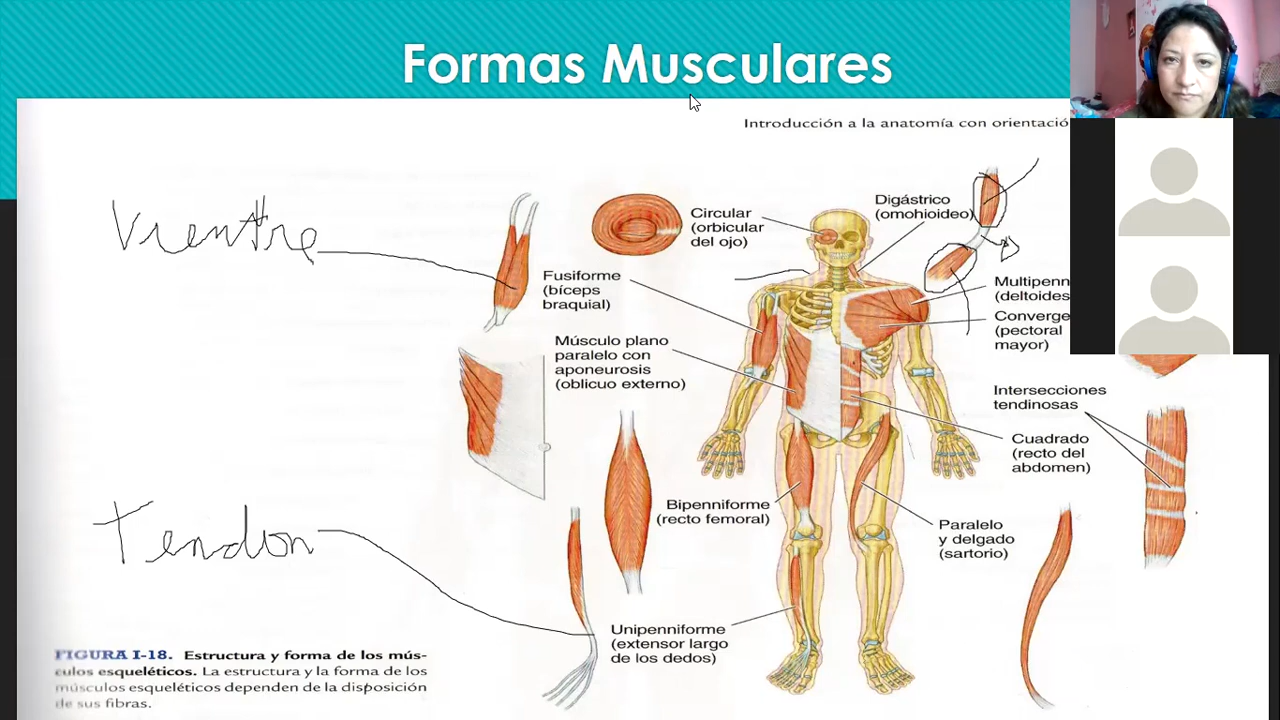 Formas Musculares
Introducción a la anatomía con orientació
Vientre
Circular
(orbicular
del ojo)
Digástrico
(omohioideo)
Fusiforme
(bíceps
braquial)
Multipenn
(deltoides
Converge
(pectoral
mayor)
Músculo plano
paralelo con
aponeurosis
(oblicuo externo)
Intersecciones
tendinosas
Cuadrado
(recto del
abdomen)
Bipenniforme
(recto femoral)
Paralelo
y delgado
(sartorio)
Tendon
Unipenniforme
(extensor largo
de los dedos)
FIGURA I-18. Estructura y forma de los mús-
culos esqueléticos. La estructura y la forma de los
músculos esqueléticos dependen de la disposición
de sus fibras.